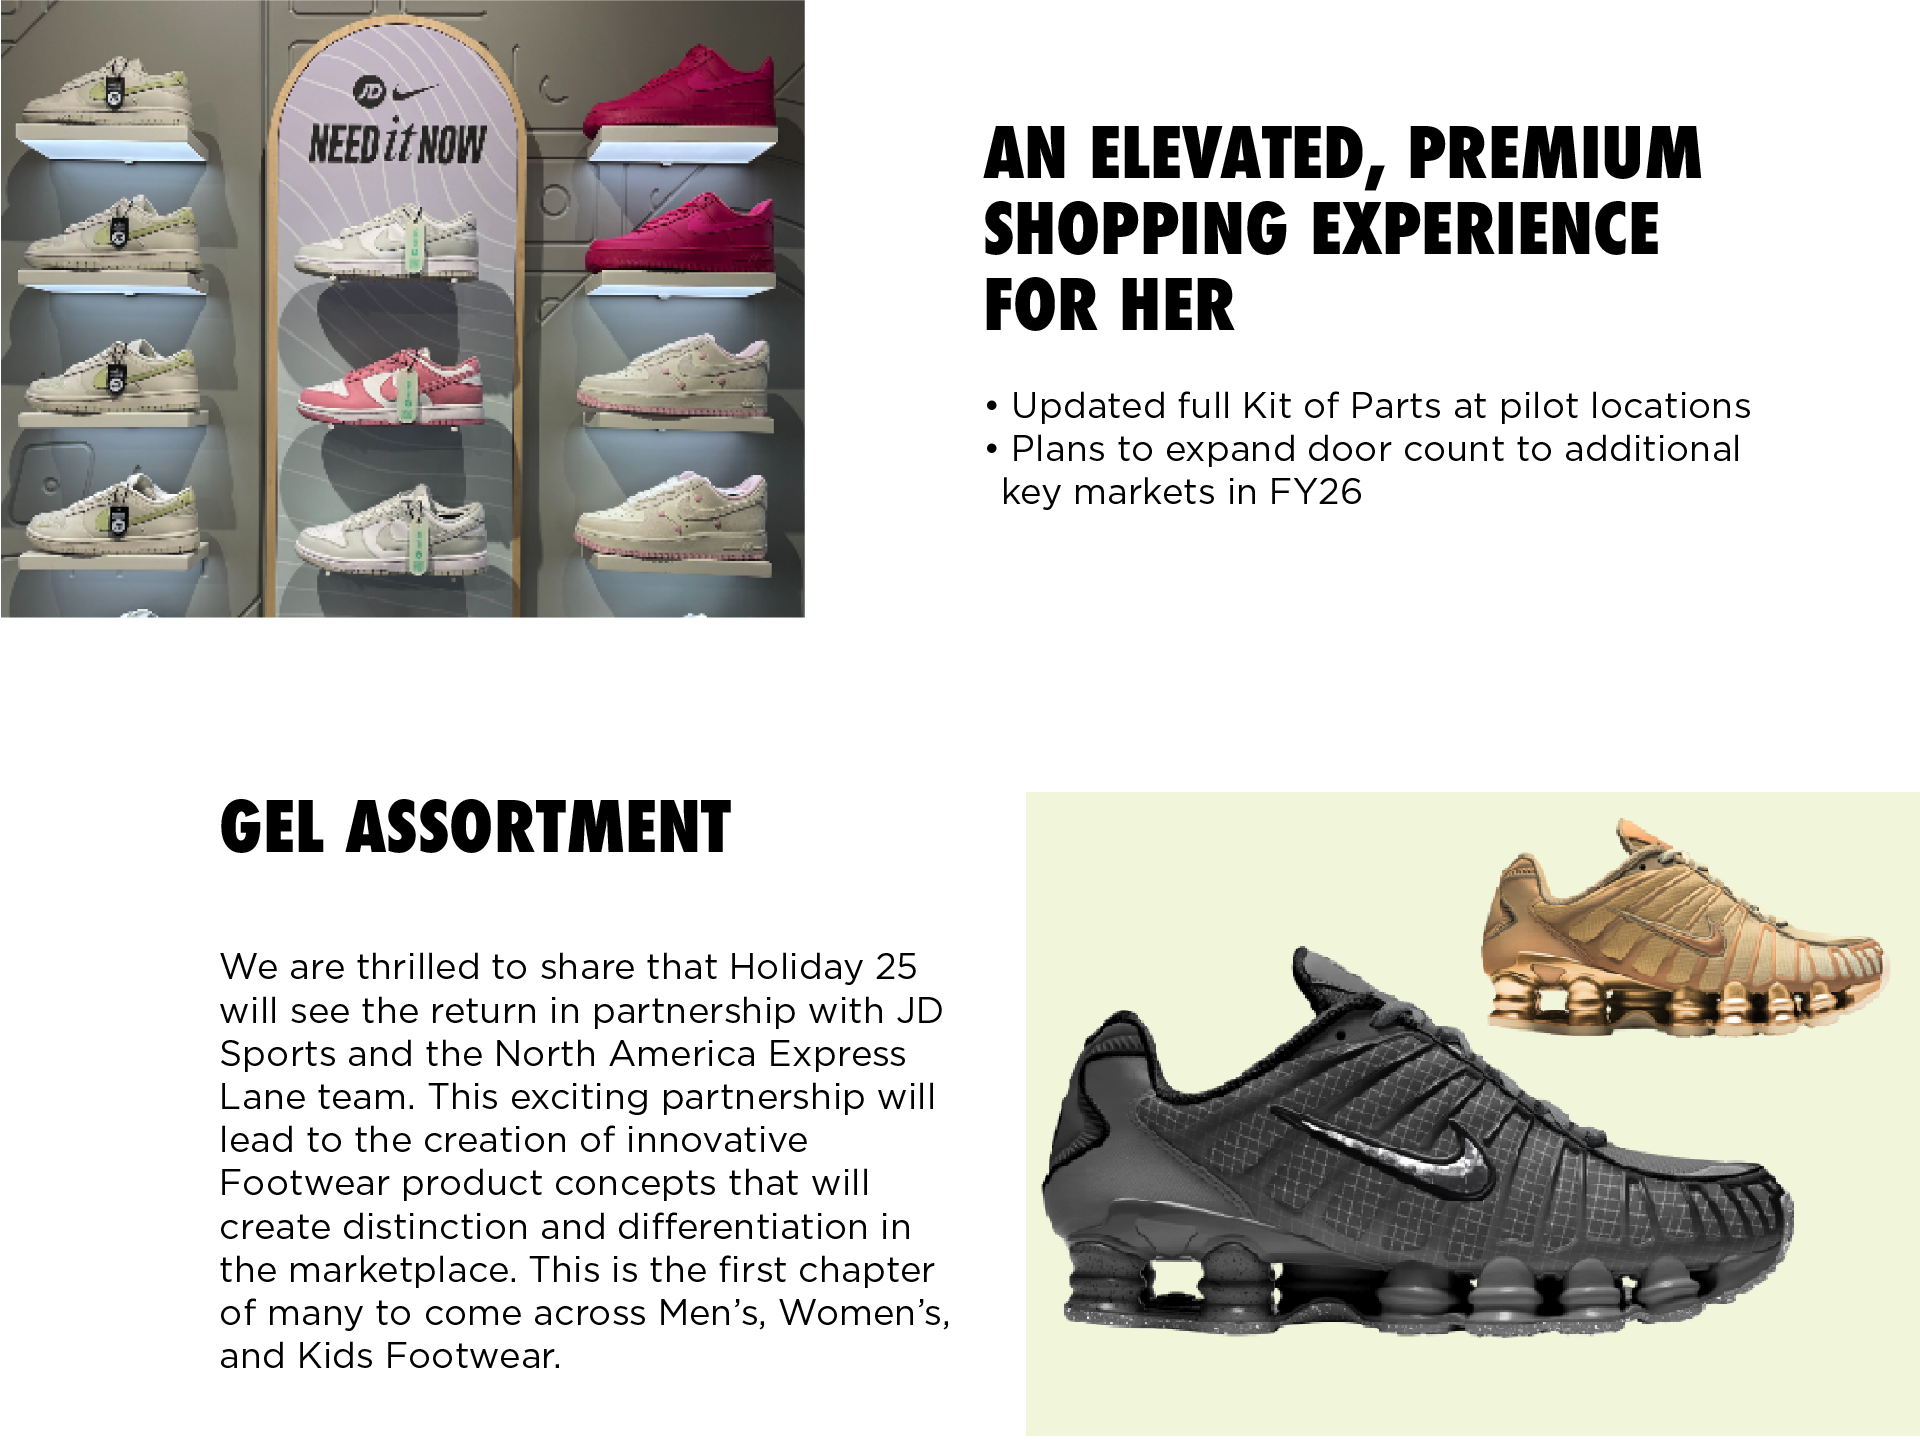 JD
NEED it NOW
AN ELEVATED, PREMIUM
SHOPPING EXPERIENCE
FOR HER
• Updated full Kit of Parts at pilot locations
• Plans to expand door count to additional
key markets in FY26
GEL ASSORTMENT
We are thrilled to share that Holiday 25
will see the return in partnership with JD
Sports and the North America Express
Lane team. This exciting partnership will
lead to the creation of innovative
Footwear product concepts that will
create distinction and differentiation in
the marketplace. This is the first chapter
of many to come across Men’s, Women’s,
and Kids Footwear.